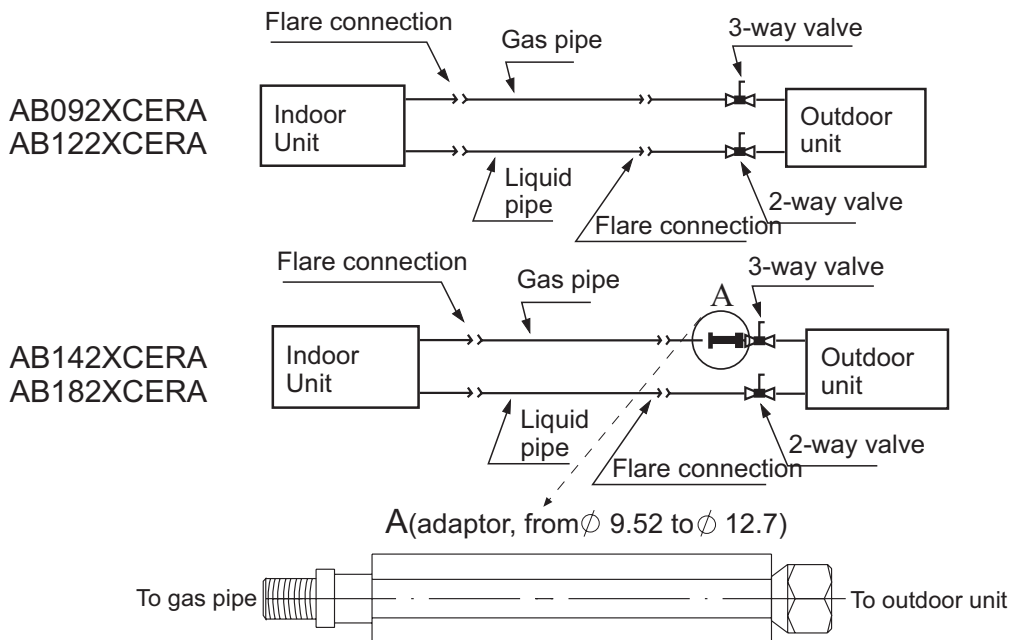 Flare connection
Gas pipe
3-way valve
AB092XCERA
AB122XCERA
Indoor
Unit
Outdoor
unit
Liquid
pipe
Flare connection
2-way valve
Flare connection
Gas pipe
A
3-way valve
AB142XCERA
AB182XCERA
Indoor
Unit
Outdoor
unit
Liquid
pipe
Flare connection
2-way valve
A(adaptor, from∅ 9.52 to∅ 12.7)
To gas pipe
To outdoor unit